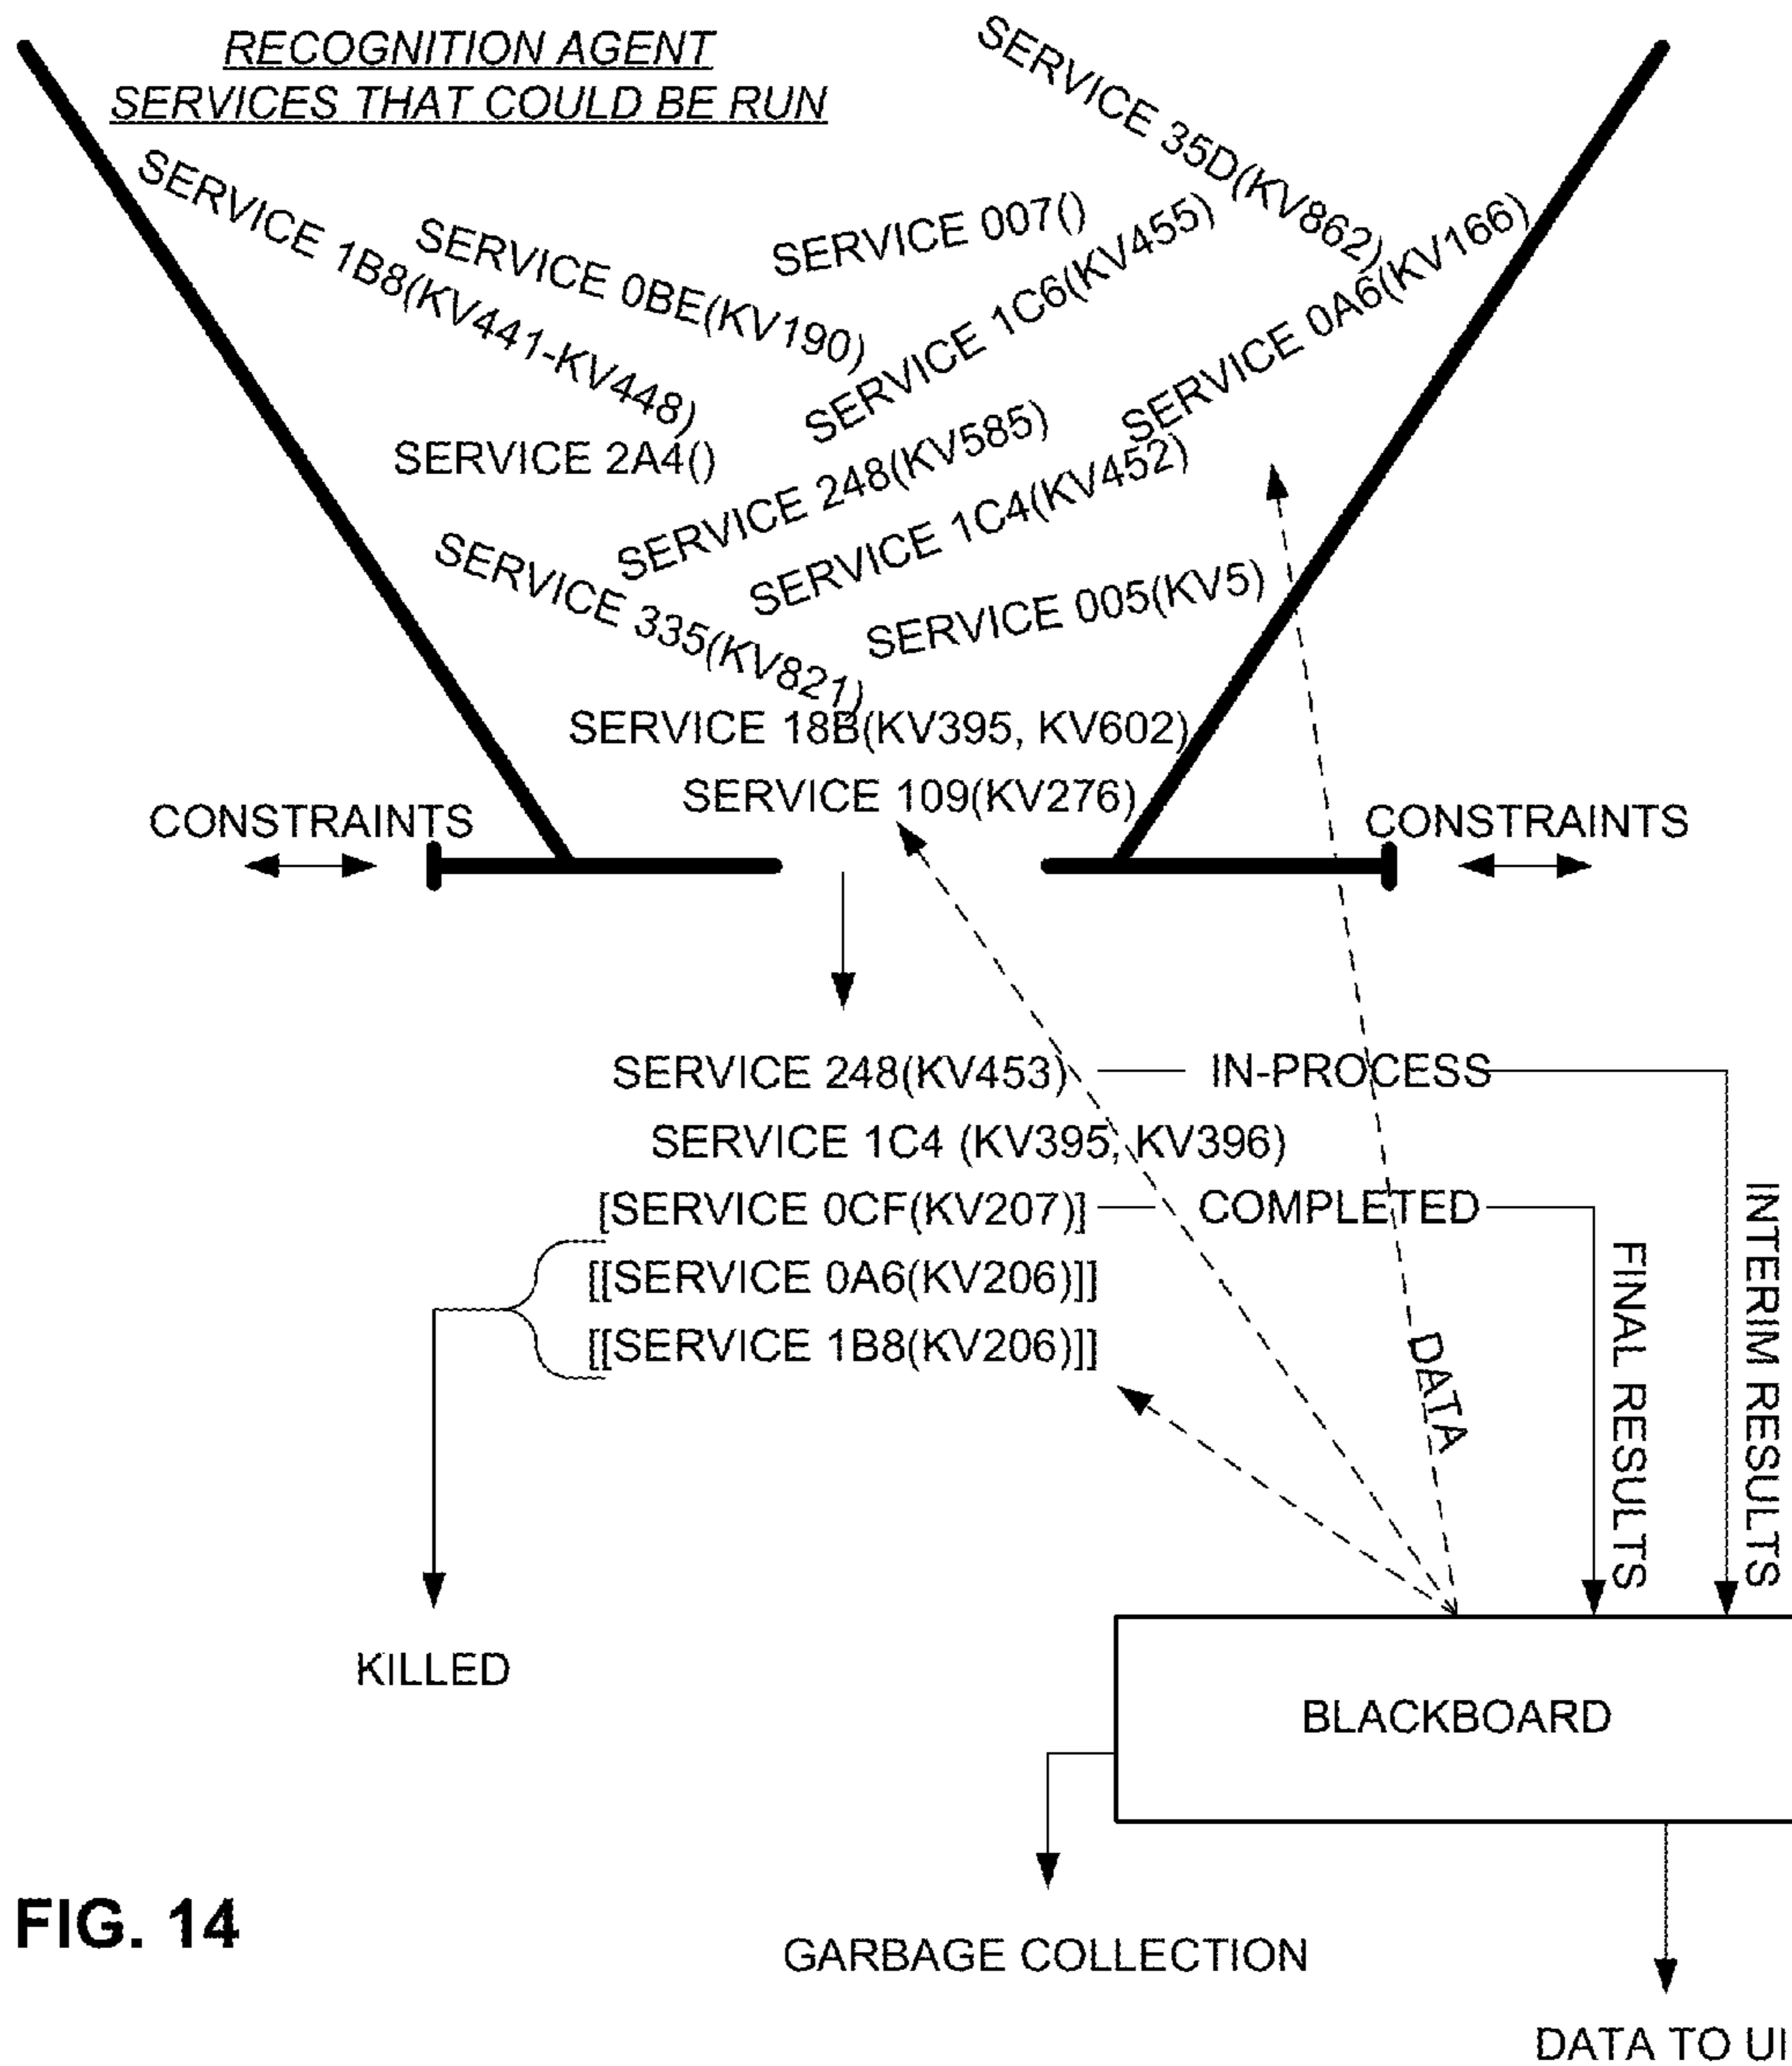 RECOGNITION AGENT
SERVICES THAT COULD BE RUN
SERVICE 35D(KV862)
SERVICE 1B8(KV441-KV448)
SERVICE 0BE(KV190)
SERVICE 007()
SERVICE 1C6(KV455)
SERVICE 0A6(KV166)
SERVICE 2A4()
SERVICE 248(KV585)
SERVICE 1C4(KV452)
SERVICE 335(KV821)
SERVICE 005(KV5)
SERVICE 18B(KV395, KV602)
SERVICE 109(KV276)
CONSTRAINTS
CONSTRAINTS
SERVICE 248(KV453)
IN-PROCESS
SERVICE 1C4 (KV395, KV396)
[SERVICE 0CF(KV207)]
COMPLETED
[[SERVICE 0A6(KV206)]]
[[SERVICE 1B8(KV206)]]
DATA
FINAL RESULTS
INTERIM RESULTS
KILLED
BLACKBOARD
FIG. 14
GARBAGE COLLECTION
DATA TO UI